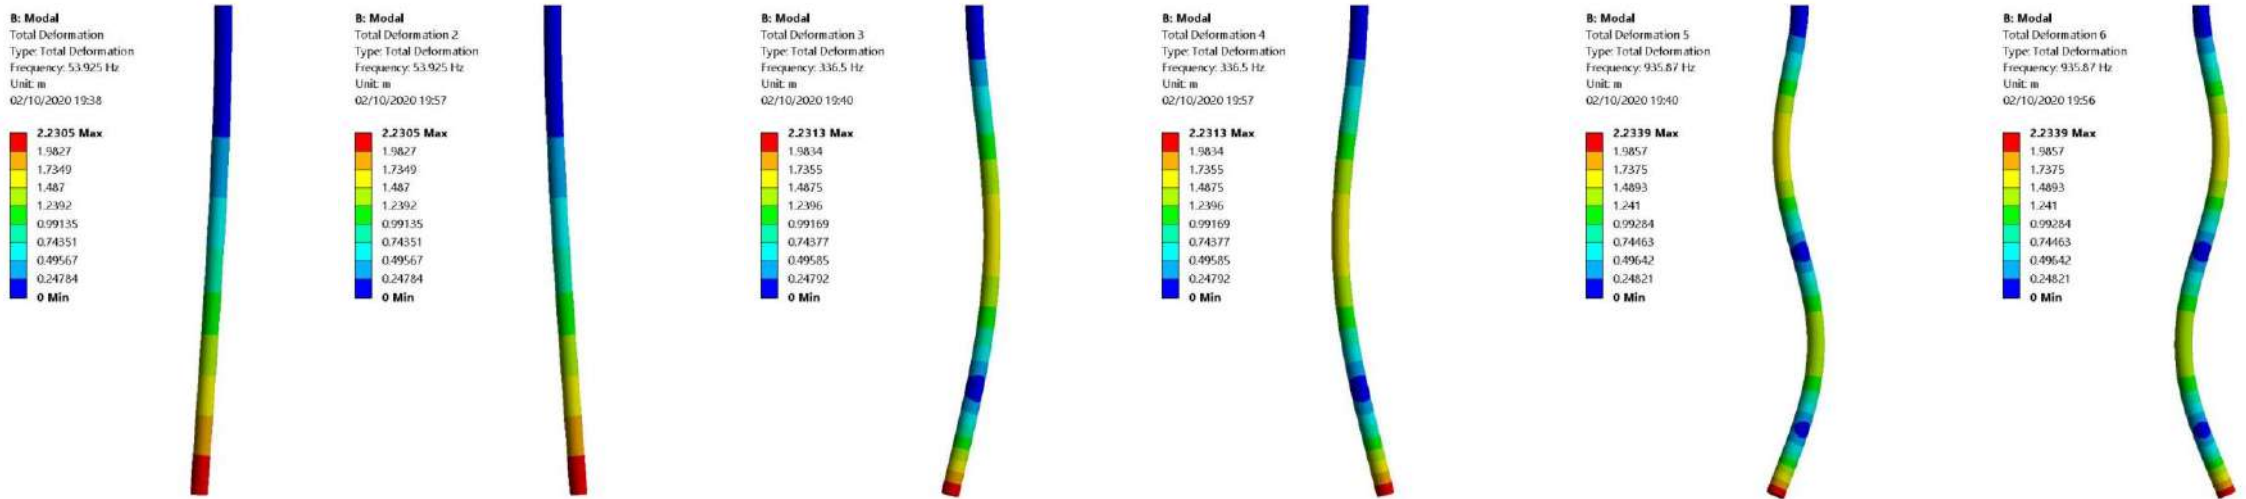 B: Modal
Total Deformation
Type: Total Deformation
Frequency: 53.925 Hz
Unit: m
02/10/2020 19:38
2.2305 Max
1.9827
1.7349
1.487
1.2392
0.99135
0.74351
0.49567
0.24784
0 Min
B: Modal
Total Deformation 2
Type: Total Deformation
Frequency: 53.925 Hz
Unit: m
02/10/2020 19:57
2.2305 Max
1.9827
1.7349
1.487
1.2392
0.99135
0.74351
0.49567
0.24784
0 Min
B: Modal
Total Deformation 3
Type: Total Deformation
Frequency: 336.5 Hz
Unit: m
02/10/2020 19:40
2.2313 Max
1.9834
1.7355
1.4875
1.2396
0.99169
0.74377
0.49585
0.24792
0 Min
B: Modal
Total Deformation 4
Type: Total Deformation
Frequency: 336.5 Hz
Unit: m
02/10/2020 19:57
2.2313 Max
1.9834
1.7355
1.4875
1.2396
0.99169
0.74377
0.49585
0.24792
0 Min
B: Modal
Total Deformation 5
Type: Total Deformation
Frequency: 935.87 Hz
Unit: m
02/10/2020 19:40
2.2339 Max
1.9857
1.7375
1.4893
1.241
0.99284
0.74463
0.49642
0.24821
0 Min
B: Modal
Total Deformation 6
Type: Total Deformation
Frequency: 935.87 Hz
Unit: m
02/10/2020 19:56
2.2339 Max
1.9857
1.7375
1.4893
1.241
0.99284
0.74463
0.49642
0.24821
0 Min